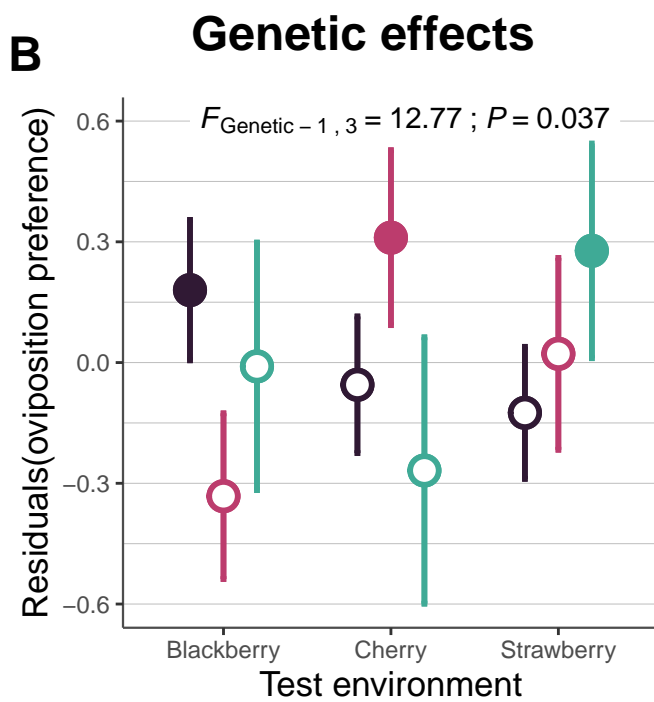 B
Genetic effects
F Genetic − 1 , 3 = 12.77 ; P = 0.037
Residuals(oviposition preference)
0.6
0.3
0.0
−0.3
−0.6
Blackberry Cherry Strawberry
Test environment